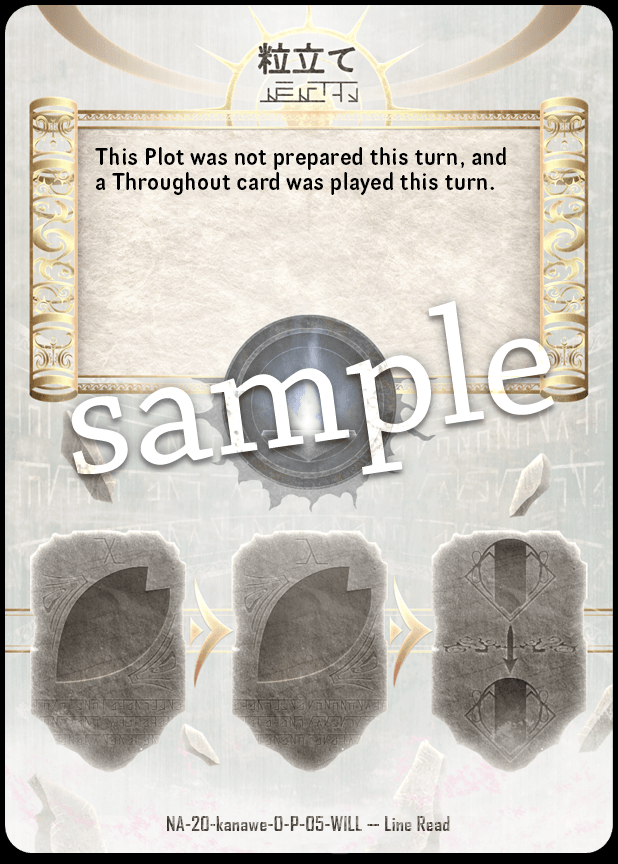 粒立て
This Plot was not prepared this turn, and
a Throughout card was played this turn.
sample
NA-20-kanawe-O-P-05-WILL — Line Read